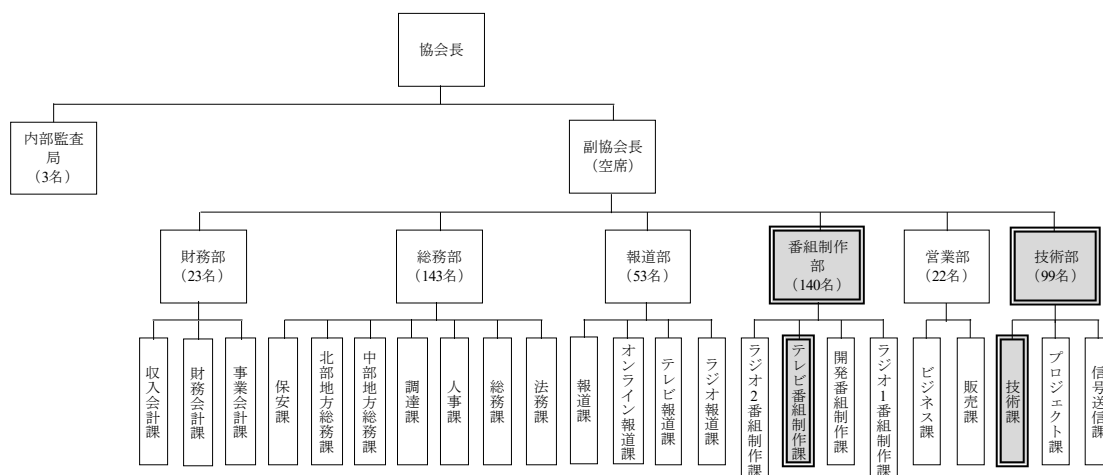 協会長
内部監査
局
（3名）
副協会長
（空席）
財務部
（23名）
総務部
（143名）
報道部
（53名）
番組制作
部
（140名）
営業部
（22名）
技術部
（99名）
収入会計課
財務会計課
事業会計課
保安課
北部地方総務課
中部地方総務課
調達課
人事課
総務課
法務課
報道課
オンライン報道課
テレビ報道課
ラジオ報道課
ラジオ2番組制作課
テレビ番組制作課
開発番組制作課
ラジオ1番組制作課
ビジネス課
販売課
技術課
プロジェクト課
信号送信課